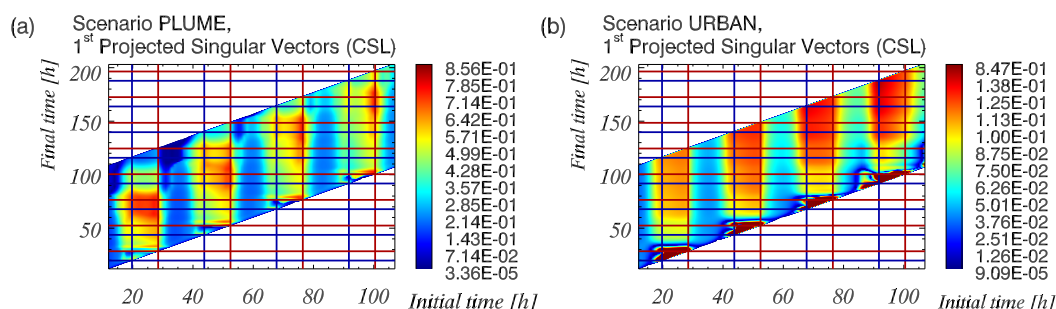 (a)
Scenario PLUME,
1st Projected Singular Vectors (CSL)
Final time [h]
200
150
100
50
20 40 60 80 100
Initial time [h]
8.56E-01
7.85E-01
7.14E-01
6.42E-01
5.71E-01
4.99E-01
4.28E-01
3.57E-01
2.85E-01
2.14E-01
1.43E-01
7.14E-02
3.36E-05
(b)
Scenario URBAN,
1st Projected Singular Vectors (CSL)
Final time [h]
200
150
100
50
20 40 60 80 100
Initial time [h]
8.47E-01
1.38E-01
1.25E-01
1.13E-01
1.00E-01
8.75E-02
7.51E-02
6.26E-02
5.01E-02
3.76E-02
2.51E-02
1.26E-02
9.09E-05